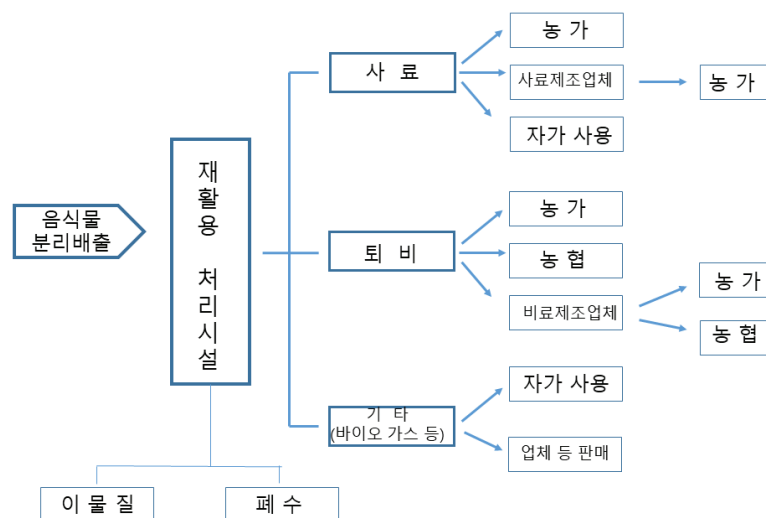 음식물
분리배출
재활용 처리시설
사 료
농 가
사료제조업체
농 가
자가 사용
퇴 비
농 가
농 협
비료제조업체
농 가
농 협
기 타
(바이오 가스 등)
자가 사용
업체 등 판매
이 물 질
폐 수